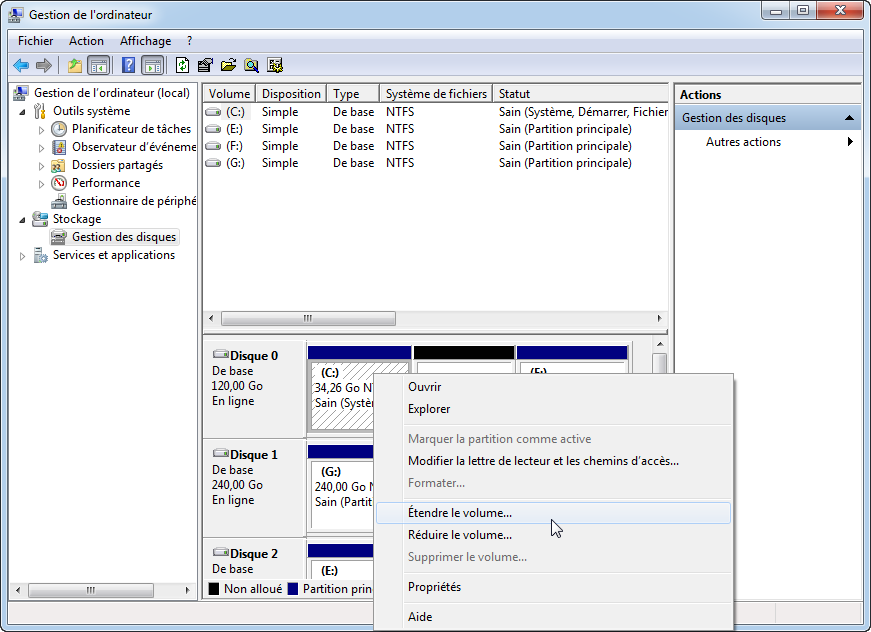 Gestion de l'ordinateur
Fichier Action Affichage ?
Gestion de l'ordinateur (local)
Outils système
Planificateur de tâches
Observateur d'événeme
Dossiers partagés
Performance
Gestionnaire de périphé
Stockage
Gestion des disques
Services et applications
Volume Disposition Type Système de fichiers Statut
(C:) Simple De base NTFS Sain (Système, Démarrer, Fichier
(E:) Simple De base NTFS Sain (Partition principale)
(F:) Simple De base NTFS Sain (Partition principale)
(G:) Simple De base NTFS Sain (Partition principale)
Actions
Gestion des disques
Autres actions
Disque 0
De base
120,00 Go
En ligne
(C:)
34,26 Go N
Sain (Systè
Disque 1
De base
240,00 Go
En ligne
(G:)
240,00 Go N
Sain (Partit
Disque 2
De base
(E:)
Non alloué Partition prin
Ouvrir
Explorer
Marquer la partition comme active
Modifier la lettre de lecteur et les chemins d'accès...
Formater...
Étendre le volume...
Réduire le volume...
Supprimer le volume...
Propriétés
Aide